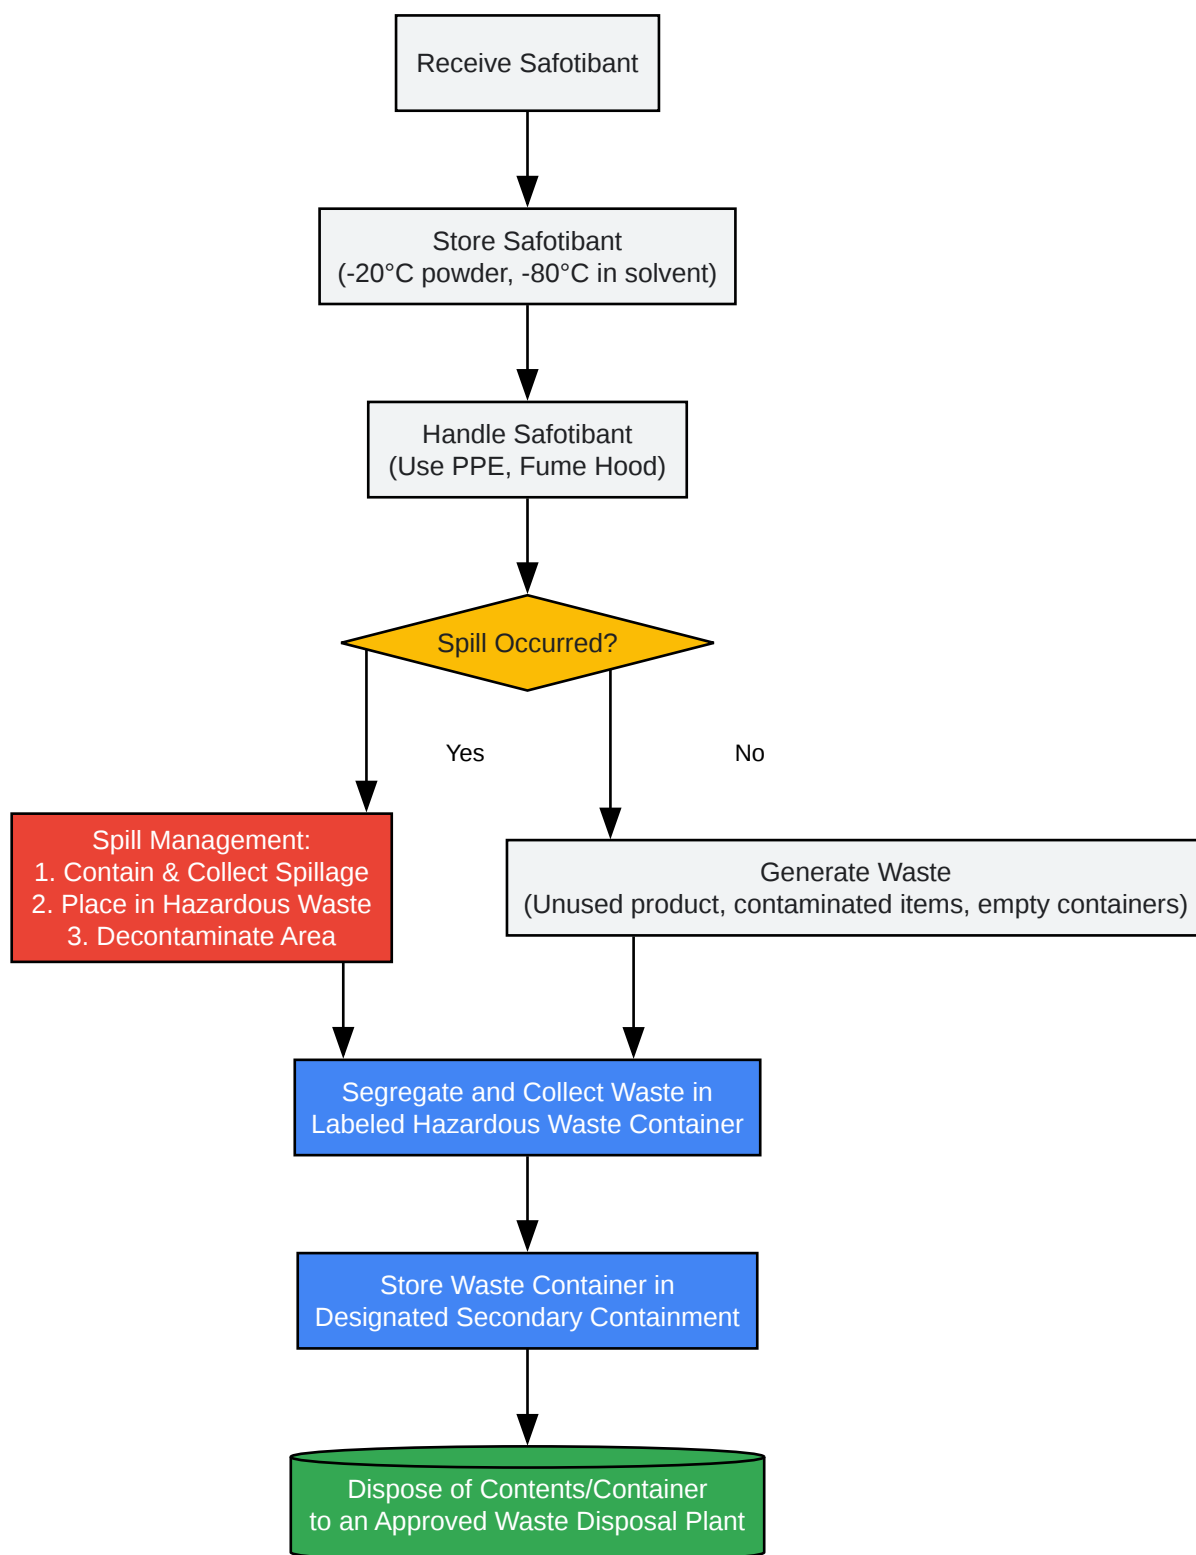 Receive Safotibant
Store Safotibant
(-20°C powder, -80°C in solvent)
Handle Safotibant
(Use PPE, Fume Hood)
Spill Occurred?
Yes
No
Spill Management:
1. Contain & Collect Spillage
2. Place in Hazardous Waste
3. Decontaminate Area
Generate Waste
(Unused product, contaminated items, empty containers)
Segregate and Collect Waste in
Labeled Hazardous Waste Container
Store Waste Container in
Designated Secondary Containment
Dispose of Contents/Container
to an Approved Waste Disposal Plant